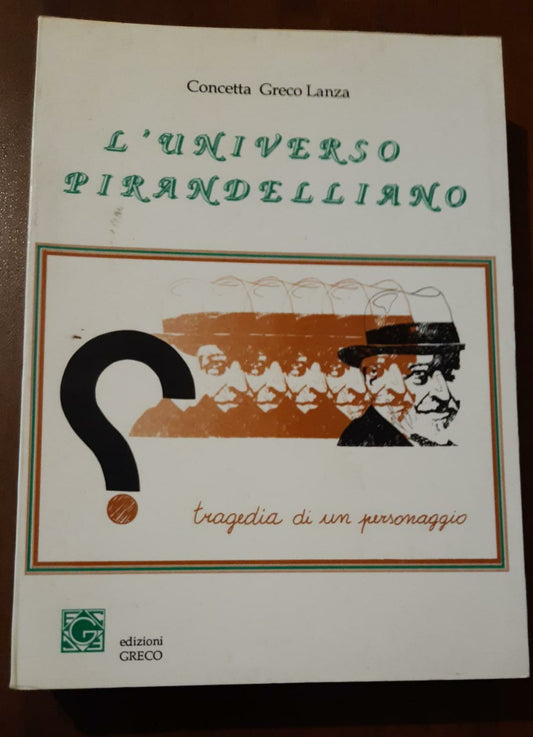 Concetta Greco Lanza
L'UNIVERSO
PIRANDELLIANO
?
tragedia di un personaggio
edizioni
GRECO